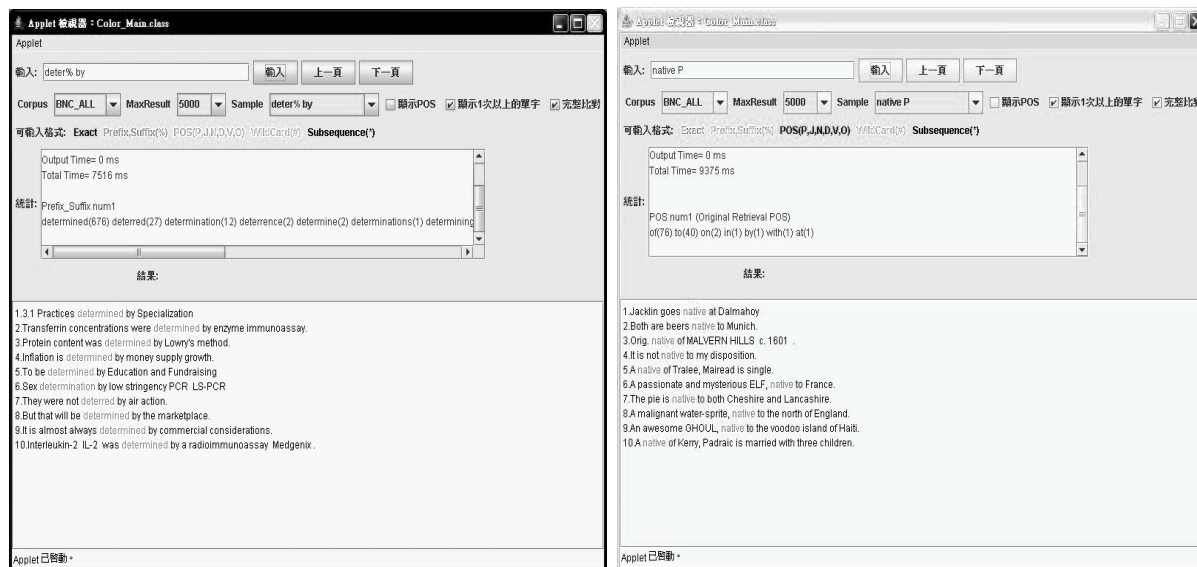 Applet 檢視器：Color_Main.class
Applet
輸入: deter% by 輸入 上一頁 下一頁
Corpus BNC_ALL MaxResult 5000 Sample deter% by 顯示POS 顯示1次以上的單字 完整比對
可輸入格式: Exact Prefix,Suffix(%) POS(P,J,N,D,V,O) WildCard(#) Subsequence(*)
Output Time= 0 ms
Total Time= 7516 ms
統計:
Prefix_Suffix num1
determined(676) deterred(27) determination(12) deterrence(2) determine(2) determinations(1) determining
結果:
1.3.1 Practices determined by Specialization
2.Transferrin concentrations were determined by enzyme immunoassay.
3.Protein content was determined by Lowry's method.
4.Inflation is determined by money supply growth.
5.To be determined by Education and Fundraising
6.Sex determination by low stringency PCR LS-PCR
7.They were not deterred by air action.
8.But that will be determined by the marketplace.
9.It is almost always determined by commercial considerations.
10.Interleukin-2 IL-2 was determined by a radioimmunoassay Medgenix .
Applet 已啟動。
Applet 檢視器：Color_Main.class
Applet
輸入: native P 輸入 上一頁 下一頁
Corpus BNC_ALL MaxResult 5000 Sample native P 顯示POS 顯示1次以上的單字 完整比對
可輸入格式: Exact Prefix,Suffix(%) POS(P,J,N,D,V,O) WildCard(#) Subsequence(*)
Output Time= 0 ms
Total Time= 9375 ms
統計:
POS num1 (Original Retrieval POS)
of(76) to(40) on(2) in(1) by(1) with(1) at(1)
結果:
1.Jacklin goes native at Dalmahoy
2.Both are beers native to Munich.
3.Orig. native of MALVERN HILLS c. 1601 .
4.It is not native to my disposition.
5.A native of Tralee, Mairead is single.
6.A passionate and mysterious ELF, native to France.
7.The pie is native to both Cheshire and Lancashire.
8.A malignant water-sprite, native to the north of England.
9.An awesome GHOUL, native to the voodoo island of Haiti.
10.A native of Kerry, Padraic is married with three children.
Applet 已啟動。